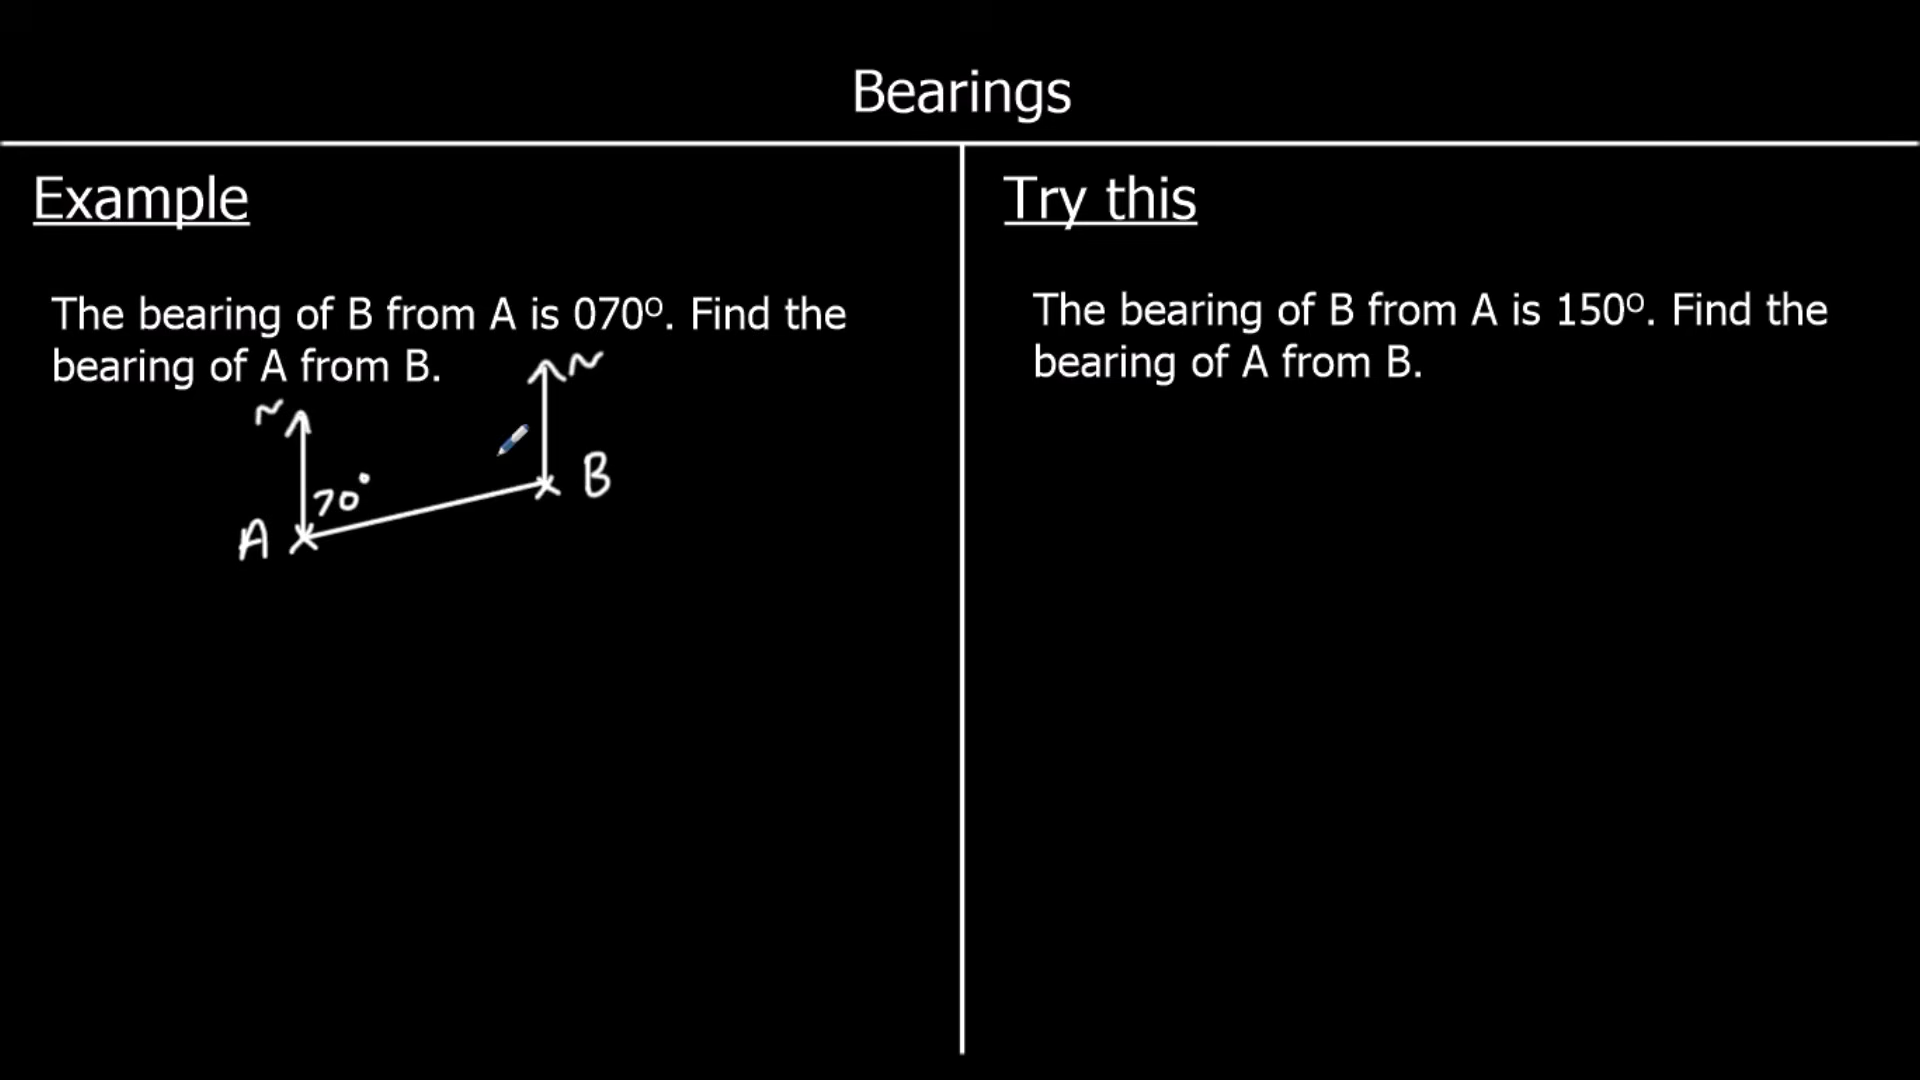 Bearings
Example
The bearing of B from A is 070º. Find the
bearing of A from B.
N
N
70°
B
A
Try this
The bearing of B from A is 150º. Find the
bearing of A from B.